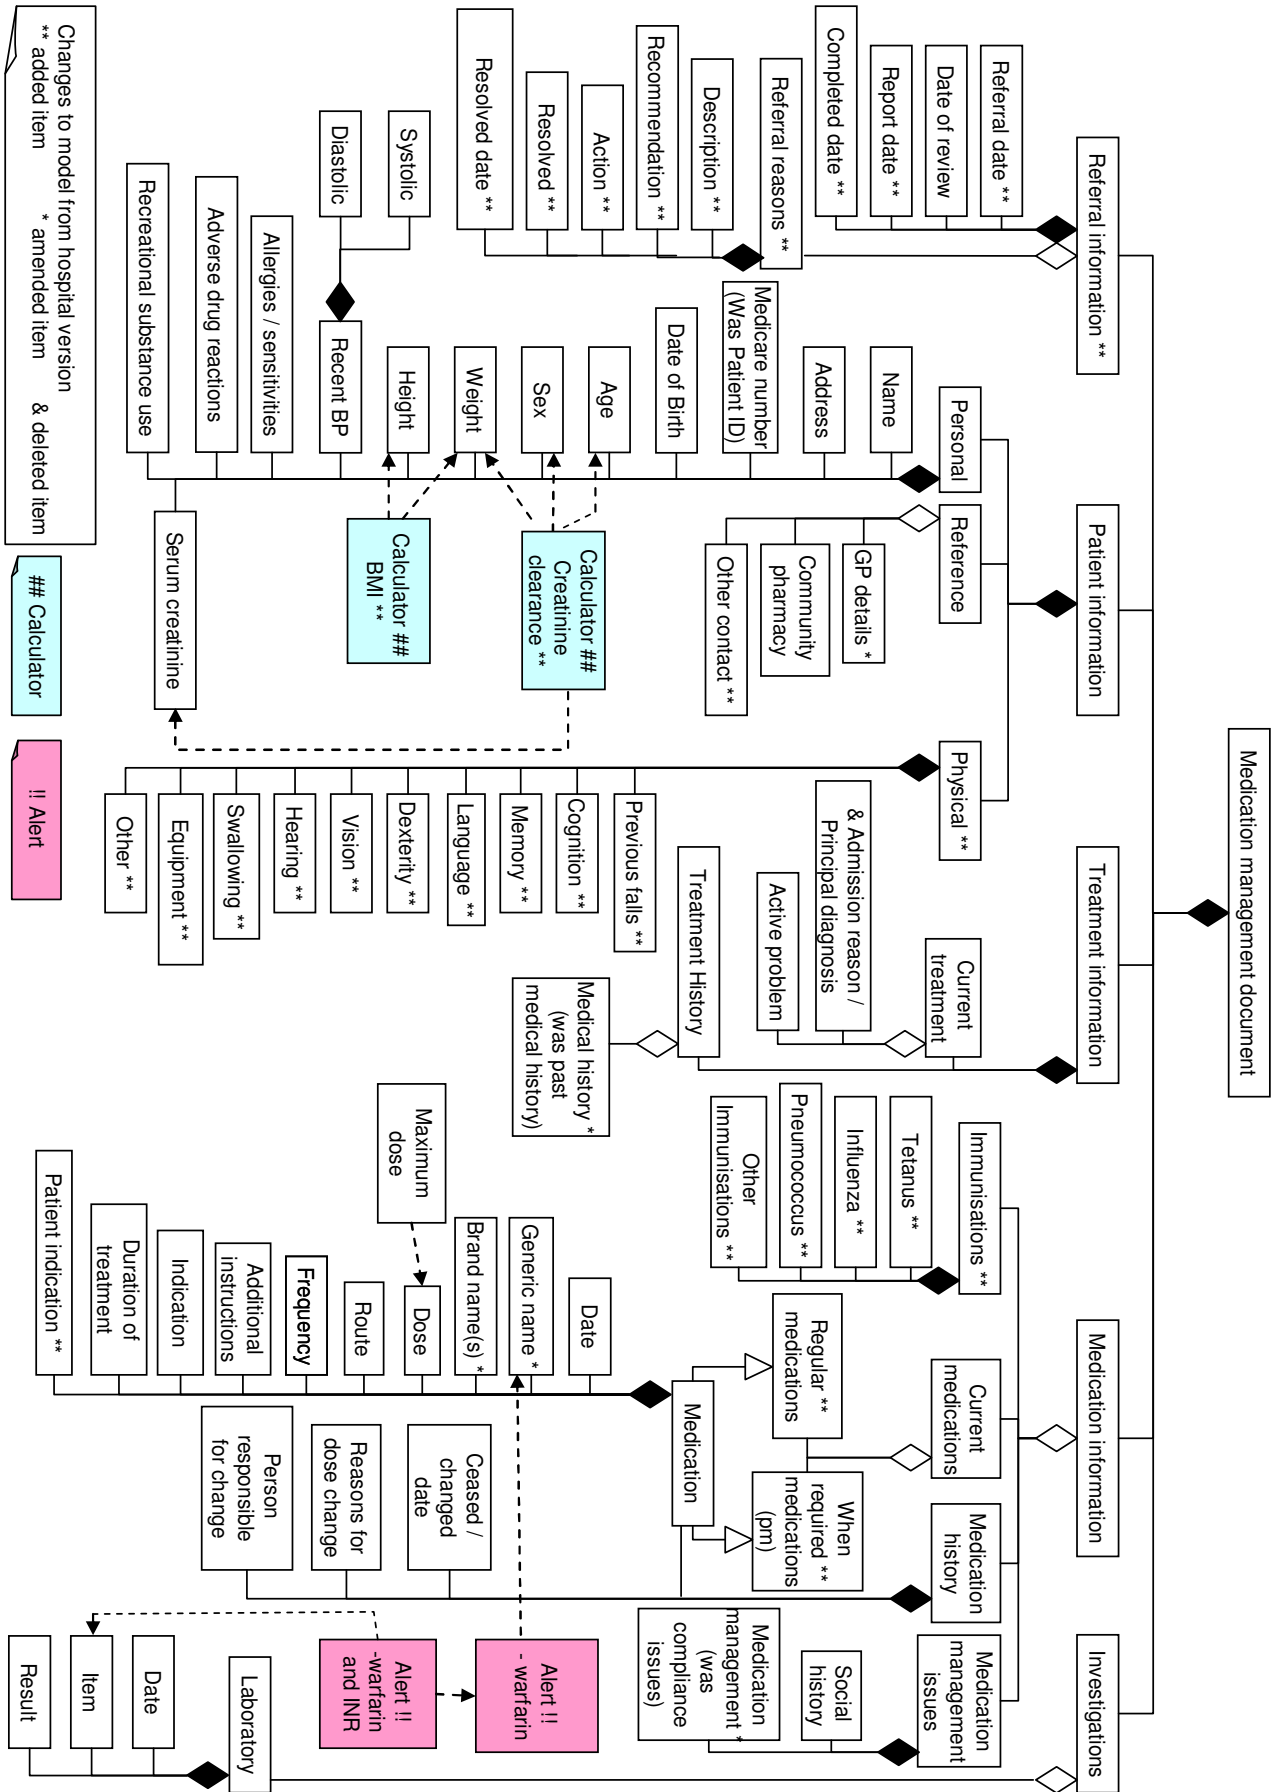 Medication management document
Referral information **
Patient information
Treatment information
Medication information
Investigations
Referral date **
Date of review
Report date **
Completed date **
Referral reasons **
Description **
Recommendation **
Action **
Resolved **
Resolved date **
Personal
Reference
Physical **
Name
Address
Medicare number
(Was Patient ID)
Date of Birth
Age
Sex
Weight
Height
Recent BP
Systolic
Diastolic
Allergies / sensitivities
Adverse drug reactions
Recreational substance use
Serum creatinine
GP details *
Community
pharmacy
Other contact **
Calculator ##
Creatinine
clearance **
Calculator ##
BMI **
Previous falls **
Cognition **
Memory **
Language **
Dexterity **
Vision **
Hearing **
Swallowing **
Equipment **
Other **
Current
treatment
& Admission reason /
Principal diagnosis
Active problem
Treatment History
Medical history *
(was past
medical history)
Immunisations **
Tetanus **
Influenza **
Pneumococcus **
Other
Immunisations **
Current
medications
Regular **
medications
When
required **
medications
(prn)
Medication
Date
Generic name *
Brand name(s) *
Dose
Maximum
dose
Route
Frequency
Additional
instructions
Indication
Duration of
treatment
Patient indication **
Medication
history
Ceased /
changed
date
Reasons for
dose change
Person
responsible
for change
Medication
management
issues
Social
history
Medication
management *
(was
compliance
issues)
Alert !!
- warfarin
Alert !!
-warfarin
and INR
Laboratory
Date
Item
Result
Changes to model from hospital version
** added item * amended item & deleted item
## Calculator
!! Alert